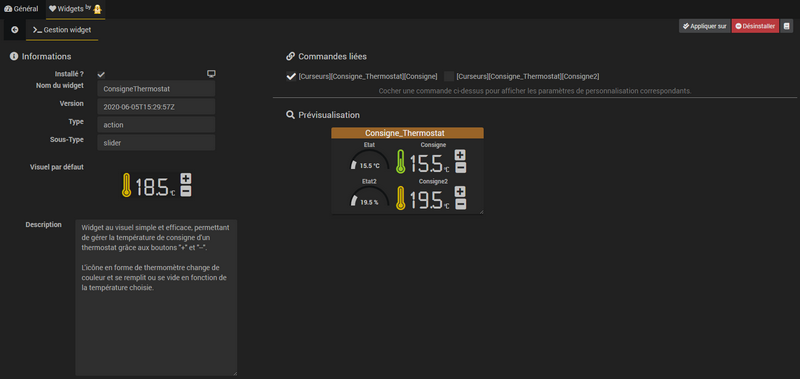 Général
Widgets by
Gestion widget
Appliquer sur
Désinstaller
Informations
Installé ?
Nom du widget
ConsigneThermostat
Version
2020-06-05T15:29:57Z
Type
action
Sous-Type
slider
Visuel par défaut
18.5°C
Description
Widget au visuel simple et efficace, permettant
de gérer la température de consigne d'un
thermostat grâce aux boutons "+" et "-".
L'icône en forme de thermomètre change de
couleur et se remplit ou se vide en fonction de
la température choisie.
Commandes liées
[Curseurs][Consigne_Thermostat][Consigne]
[Curseurs][Consigne_Thermostat][Consigne2]
Cocher une commande ci-dessus pour afficher les paramètres de personnalisation correspondants.
Prévisualisation
Consigne_Thermostat
Etat
Consigne
15.5 °C
15.5°C
Etat2
Consigne2
19.5 %
19.5°C